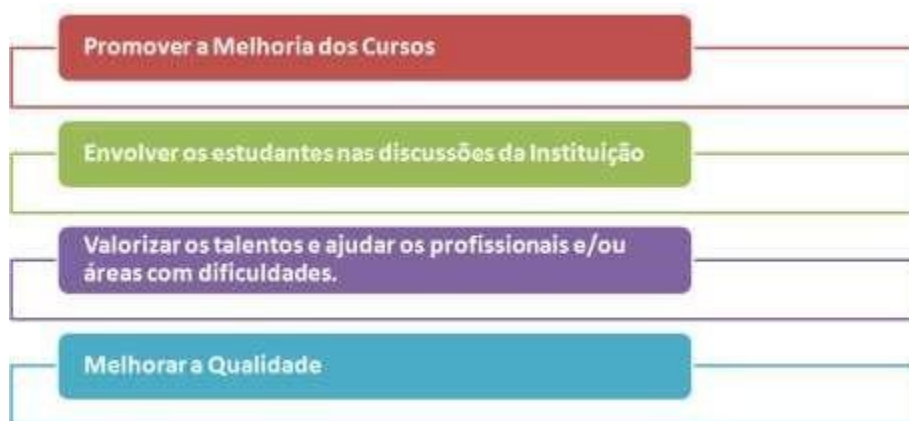 Promover a Melhoria dos Cursos
Envolver os estudantes nas discussões da Instituição
Valorizar os talentos e ajudar os profissionais e/ou
áreas com dificuldades.
Melhorar a Qualidade